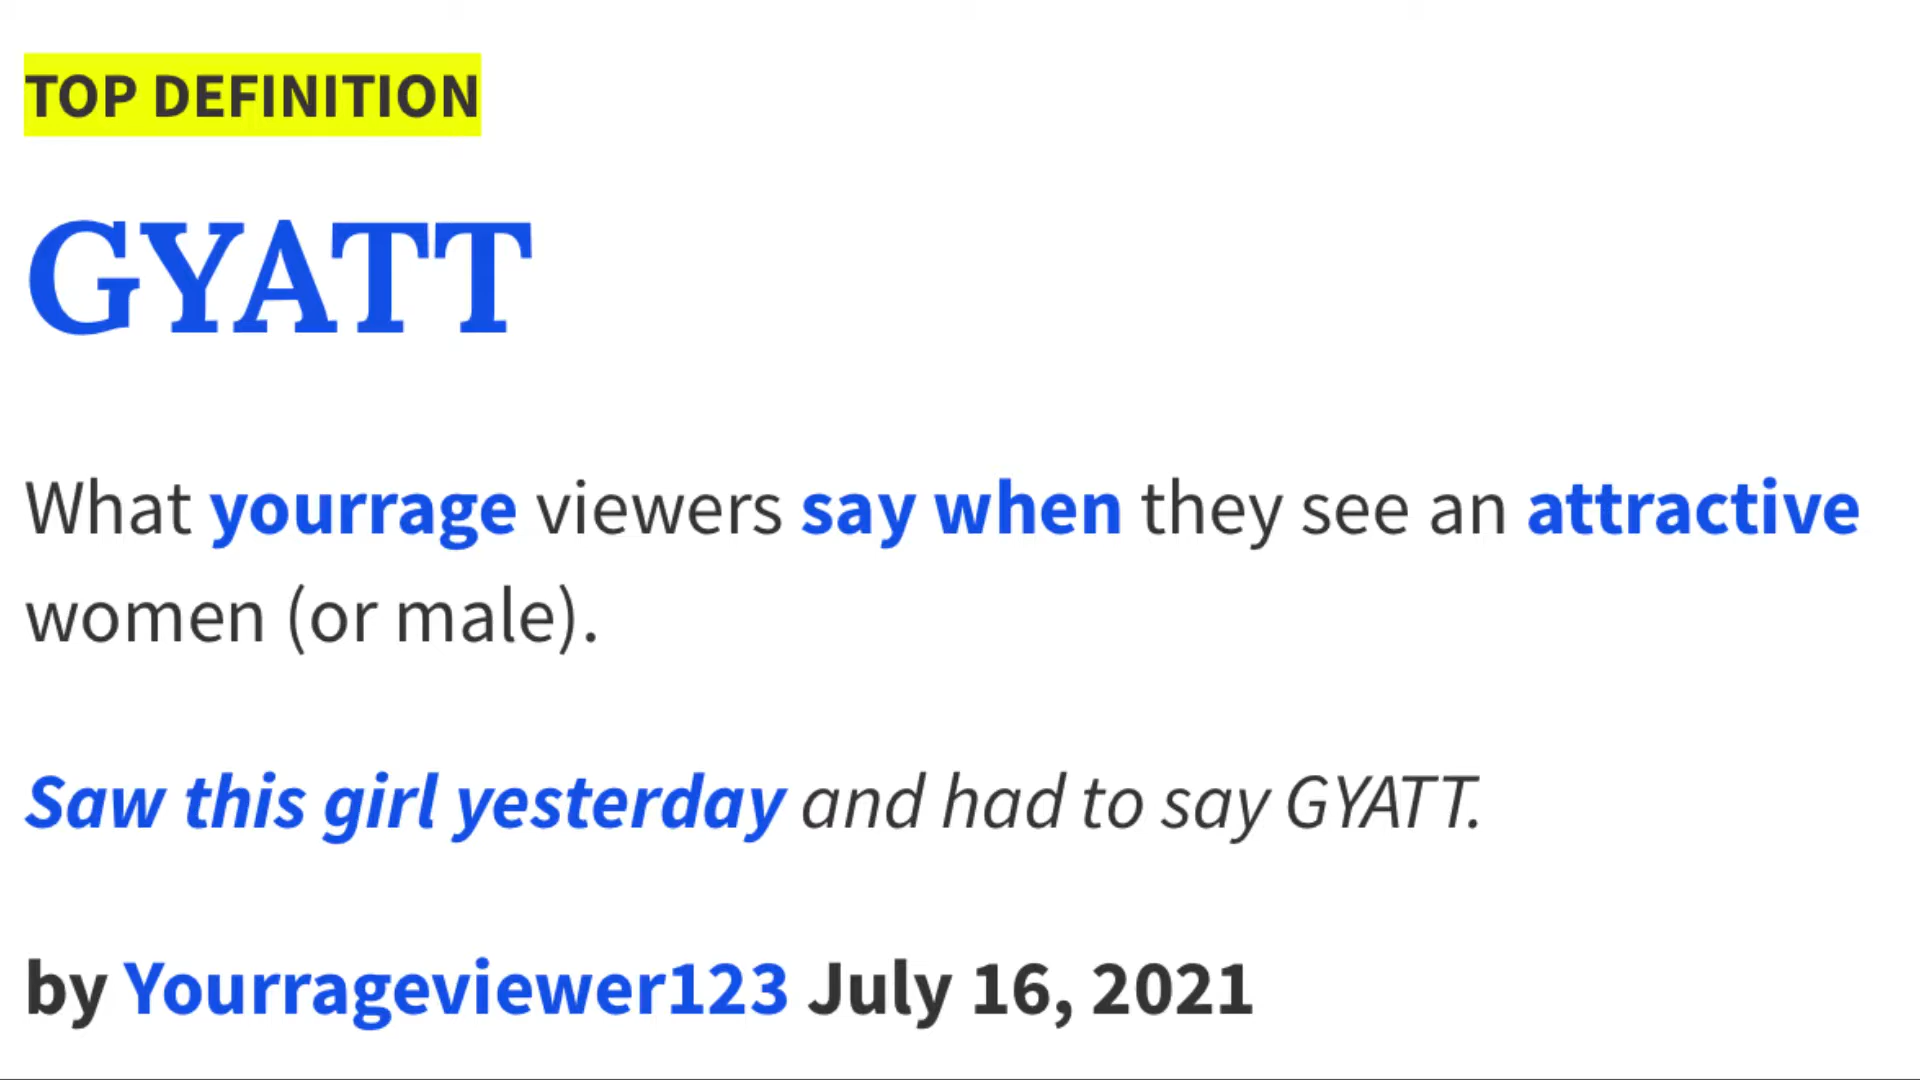 TOP DEFINITION
GYATT
What yourrage viewers say when they see an attractive
women (or male).
Saw this girl yesterday and had to say GYATT.
by Yourrageviewer123 July 16, 2021